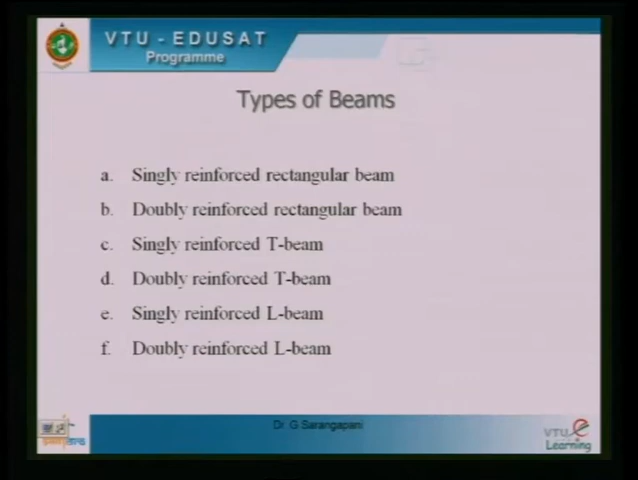 VTU - EDUSAT
Programme
Types of Beams
a. Singly reinforced rectangular beam
b. Doubly reinforced rectangular beam
c. Singly reinforced T-beam
d. Doubly reinforced T-beam
e. Singly reinforced L-beam
f. Doubly reinforced L-beam
Dr. G Sarangapani
VTU e
Learning